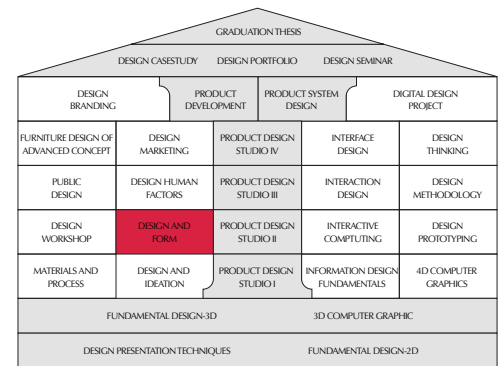 GRADUATION THESIS
DESIGN CASESTUDY DESIGN PORTFOLIO DESIGN SEMINAR
DESIGN BRANDING
PRODUCT DEVELOPMENT
PRODUCT SYSTEM DESIGN
DIGITAL DESIGN PROJECT
FURNITURE DESIGN OF ADVANCED CONCEPT
DESIGN MARKETING
PRODUCT DESIGN STUDIO IV
INTERFACE DESIGN
DESIGN THINKING
PUBLIC DESIGN
DESIGN HUMAN FACTORS
PRODUCT DESIGN STUDIO III
INTERACTION DESIGN
DESIGN METHODOLOGY
DESIGN WORKSHOP
DESIGN AND FORM
PRODUCT DESIGN STUDIO II
INTERACTIVE COMPTUTING
DESIGN PROTOTYPING
MATERIALS AND PROCESS
DESIGN AND IDEATION
PRODUCT DESIGN STUDIO I
INFORMATION DESIGN FUNDAMENTALS
4D COMPUTER GRAPHICS
FUNDAMENTAL DESIGN-3D 3D COMPUTER GRAPHIC
DESIGN PRESENTATION TECHNIQUES FUNDAMENTAL DESIGN-2D